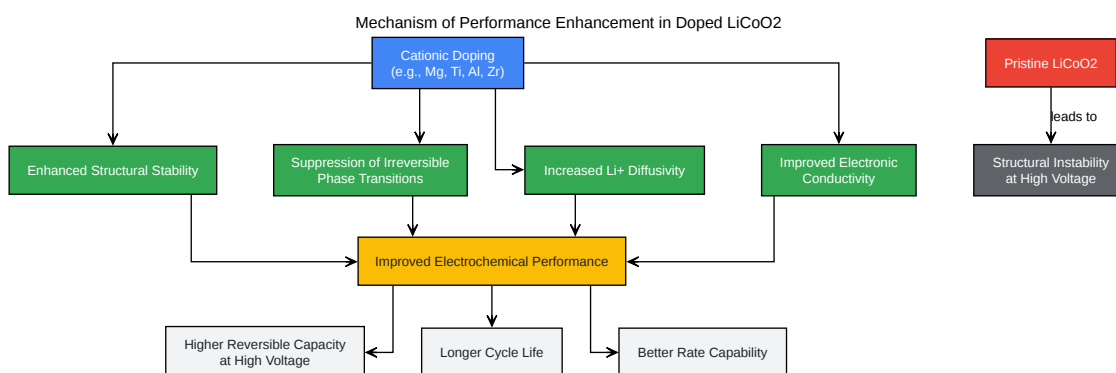 Mechanism of Performance Enhancement in Doped LiCoO2
Cationic Doping
(e.g., Mg, Ti, Al, Zr)
Pristine LiCoO2
leads to
Enhanced Structural Stability
Suppression of Irreversible
Phase Transitions
Increased Li+ Diffusivity
Improved Electronic
Conductivity
Structural Instability
at High Voltage
Improved Electrochemical Performance
Higher Reversible Capacity
at High Voltage
Longer Cycle Life
Better Rate Capability